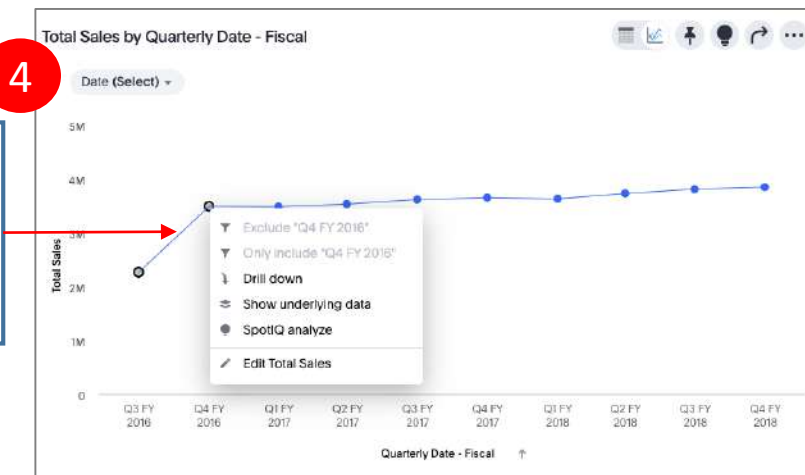 Total Sales by Quarterly Date - Fiscal
4
Date (Select)
5M
4M
3M
2M
1M
0
Total Sales
Exclude "Q4 FY 2016"
Only include "Q4 FY 2016"
Drill down
Show underlying data
SpotIQ analyze
Edit Total Sales
Q3 FY 2016
Q4 FY 2016
Q1 FY 2017
Q2 FY 2017
Q3 FY 2017
Q4 FY 2017
Q1 FY 2018
Q2 FY 2018
Q3 FY 2018
Q4 FY 2018
Quarterly Date - Fiscal